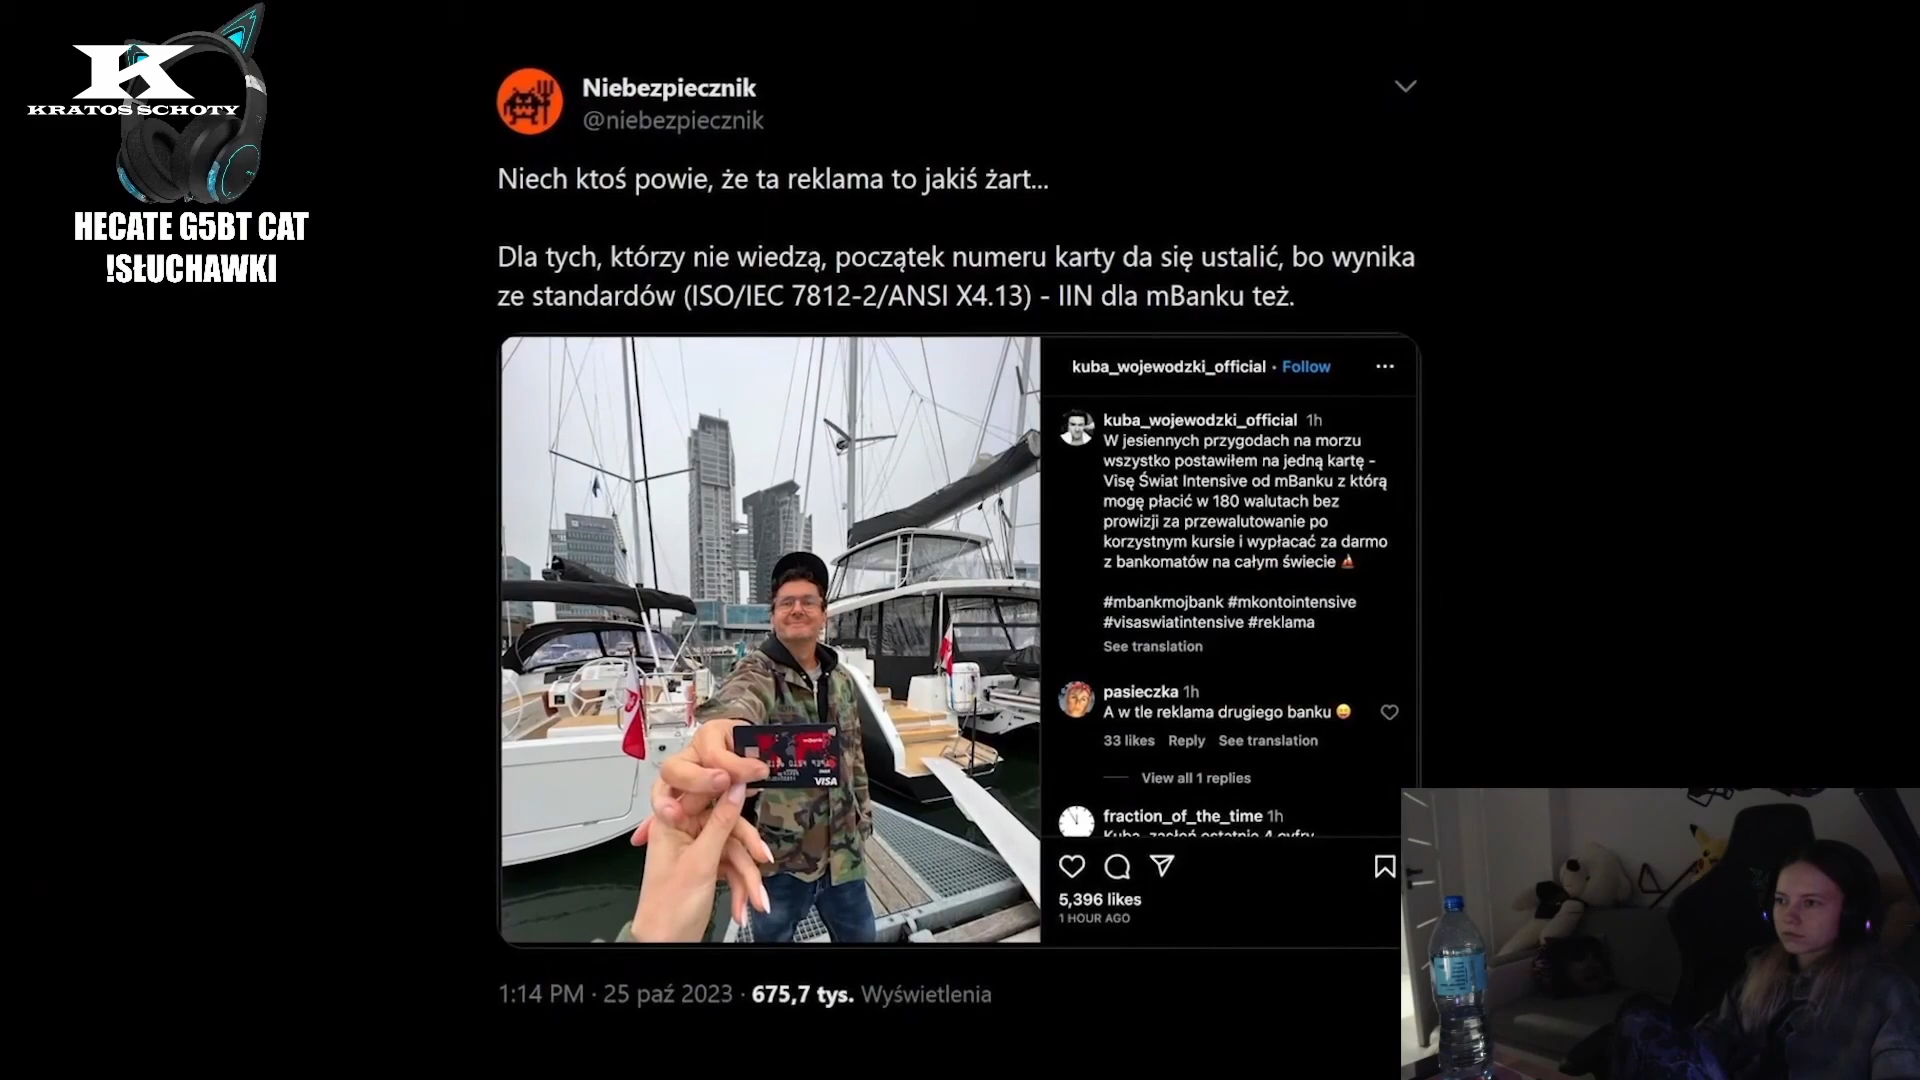 K
KRATOS SCHOTY
HECATE G5BT CAT
!SŁUCHAWKI
Niebezpiecznik
@niebezpiecznik
Niech ktoś powie, że ta reklama to jakiś żart...
Dla tych, którzy nie wiedzą, początek numeru karty da się ustalić, bo wynika
ze standardów (ISO/IEC 7812-2/ANSI X4.13) - IIN dla mBanku też.
VISA
kuba_wojewodzki_official · Follow
kuba_wojewodzki_official 1h
W jesiennych przygodach na morzu
wszystko postawiłem na jedną kartę -
Visę Świat Intensive od mBanku z którą
mogę płacić w 180 walutach bez
prowizji za przewalutowanie po
korzystnym kursie i wypłacać za darmo
z bankomatów na całym świecie ⛵
#mbankmojbank #mkontointensive
#visaswiatintensive #reklama
See translation
pasieczka 1h
A w tle reklama drugiego banku 😄
33 likes Reply See translation
View all 1 replies
fraction_of_the_time 1h
Kuba, zasłoń ostatnie 4 cyfry
5,396 likes
1 HOUR AGO
1:14 PM · 25 paź 2023 · 675,7 tys. Wyświetlenia